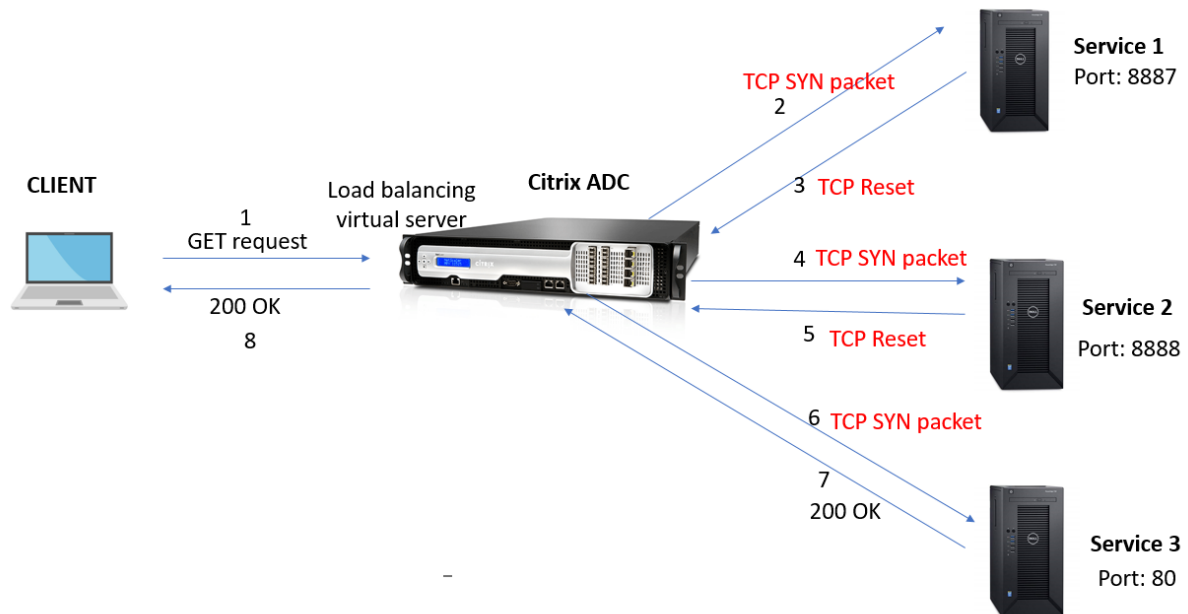 Service 1
Port: 8887
TCP SYN packet
2
CLIENT
Load balancing
virtual server
Citrix ADC
3 TCP Reset
1
GET request
4 TCP SYN packet
200 OK
8
5 TCP Reset
Service 2
Port: 8888
6 TCP SYN packet
7
200 OK
Service 3
Port: 80
–